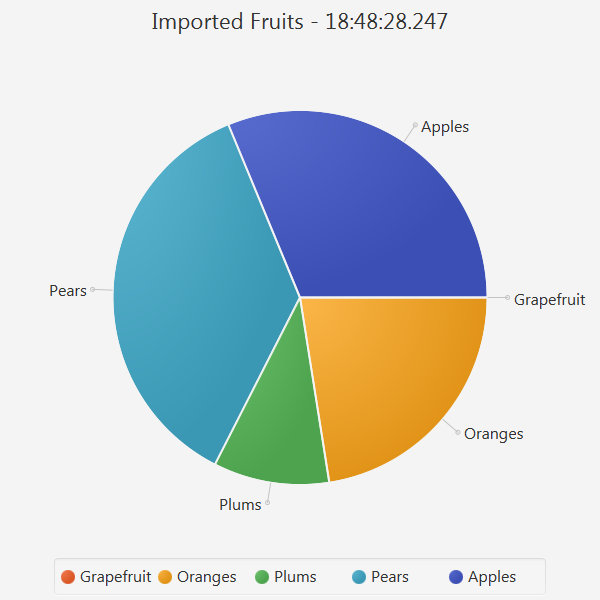 Imported Fruits - 18:48:28.247
Apples
Pears
Grapefruit
Oranges
Plums
Grapefruit Oranges Plums Pears Apples